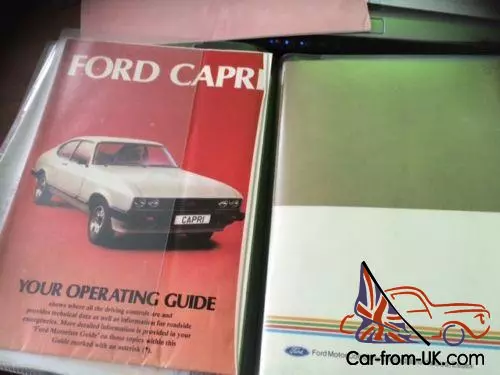 FORD CAPRI
CAPRI
YOUR OPERATING GUIDE
shows where all the driving controls are and
provides technical data as well as information for roadside
emergencies. More detailed information is provided in your
"Ford Motorists Guide" on those topics within this
Guide marked with an asterisk (*).
Ford
Ford Motor
Car-from-UK.com